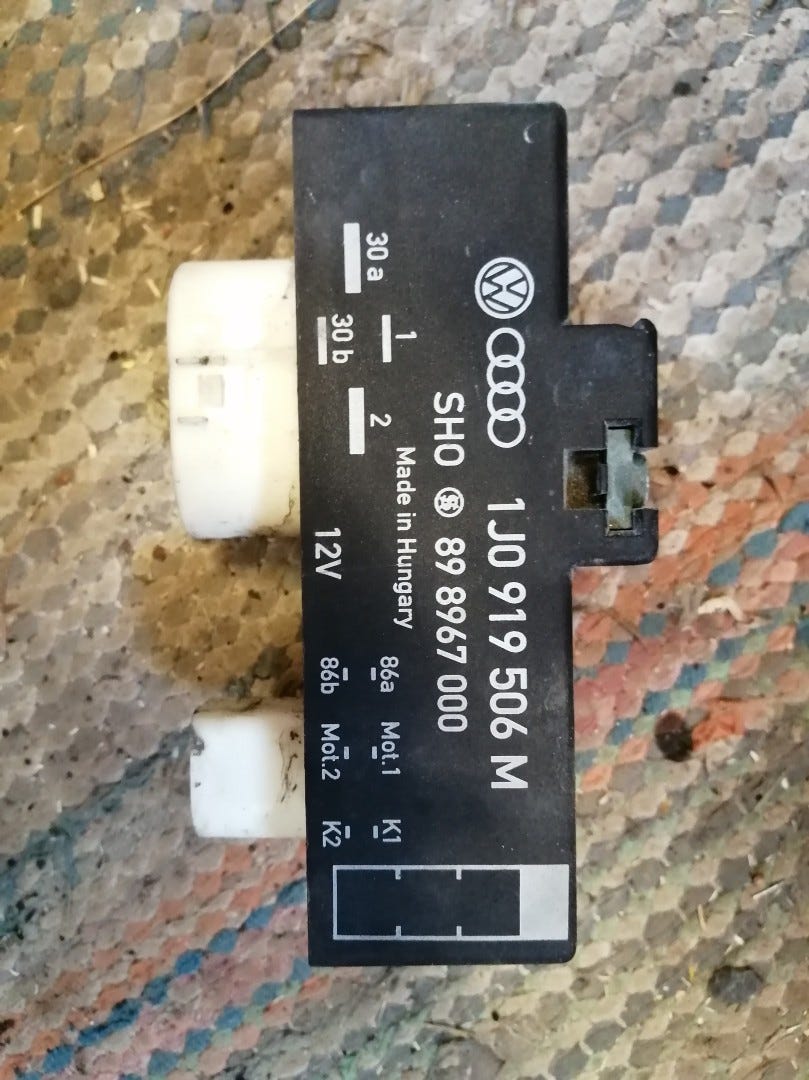 1J0 919 506 M
SHO 89 8967 000
Made in Hungary
30 a 1 2
30 b
12V
86a Mot.1 K1
86b Mot.2 K2